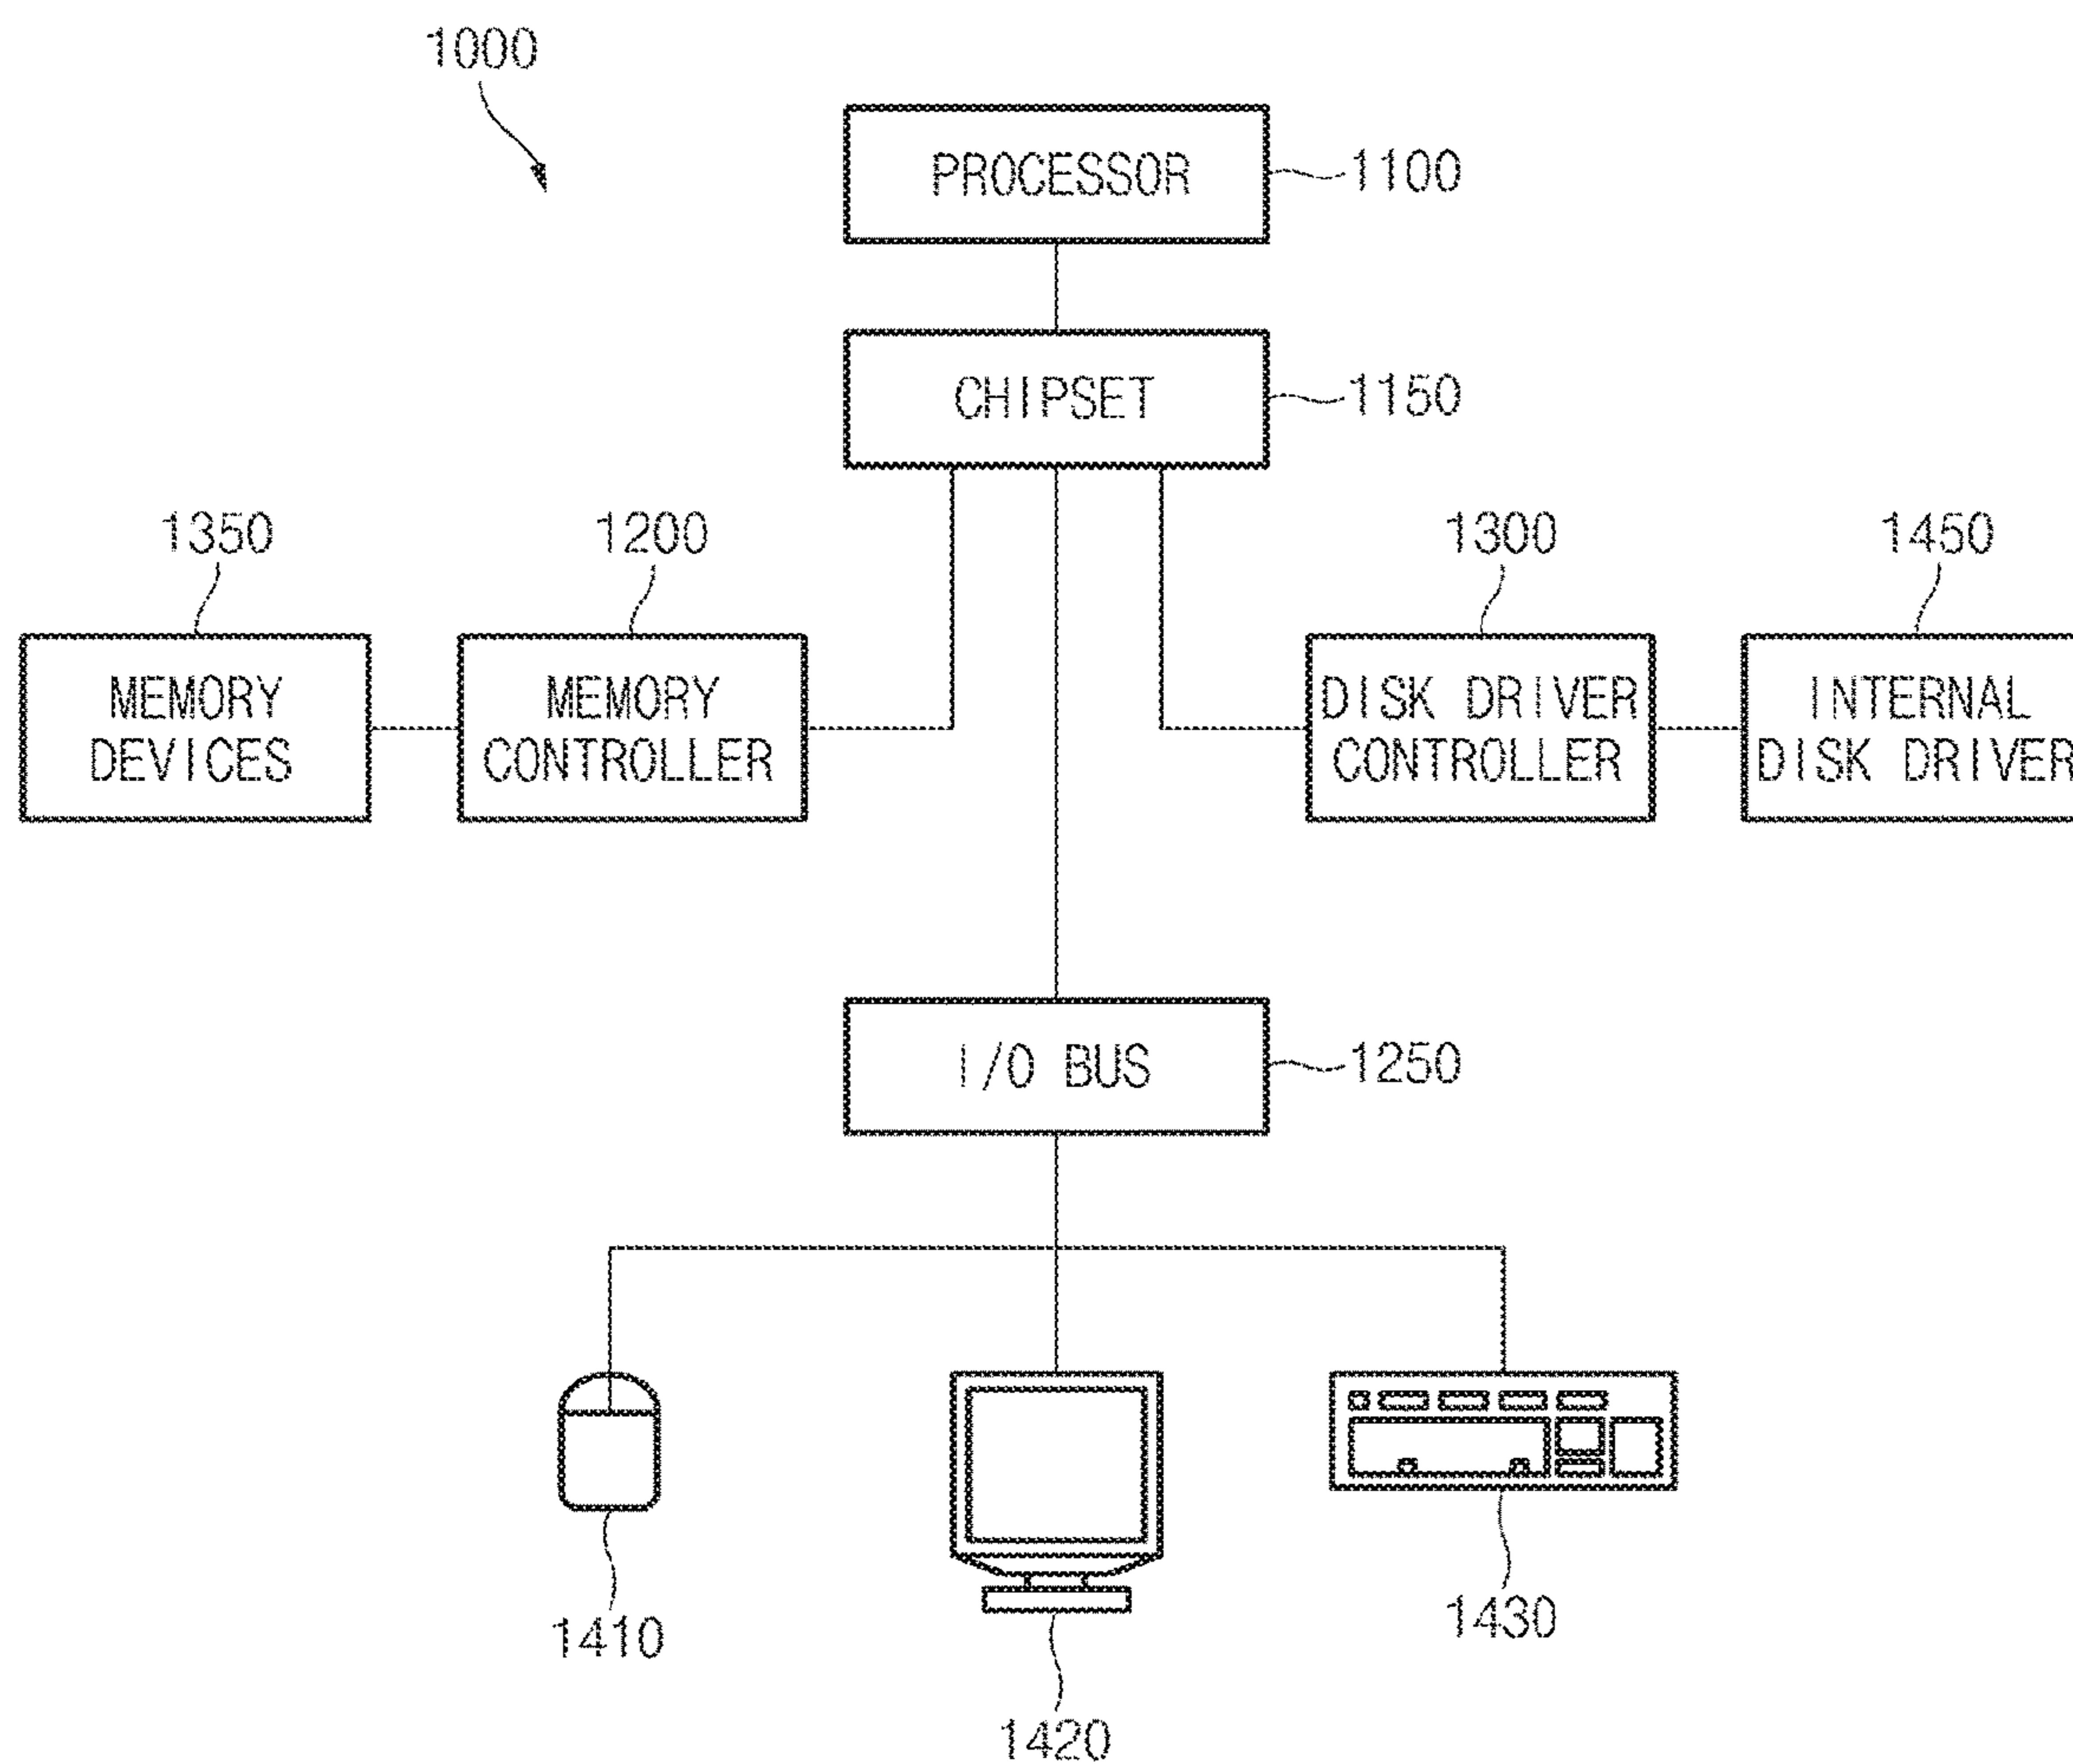 1000
PROCESSOR
1100
CHIPSET
1150
1350
1200
1300
1450
MEMORY
DEVICES
MEMORY
CONTROLLER
DISK DRIVER
CONTROLLER
INTERNAL
DISK DRIVER
I/O BUS
1250
1410
1420
1430